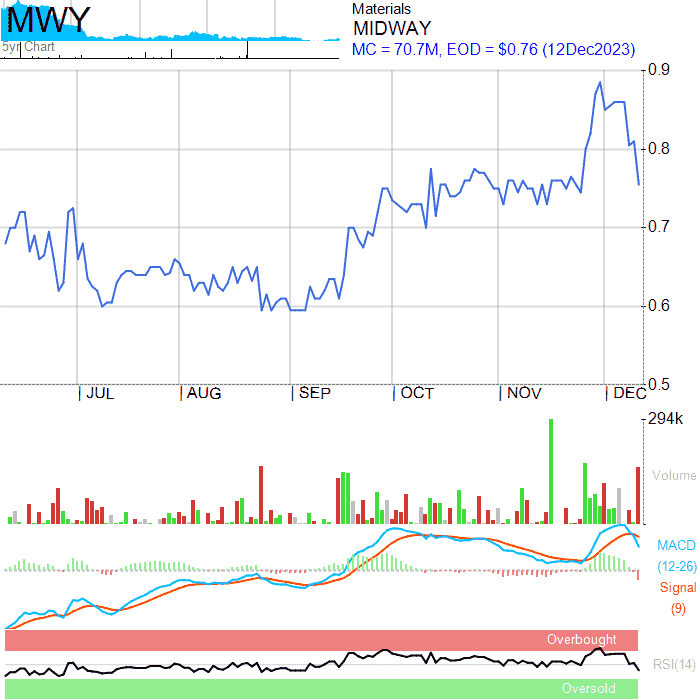 MWY
5yr Chart
Materials
MIDWAY
MC = 70.7M, EOD = $0.76 (12Dec2023)
0.9
0.8
0.7
0.6
0.5
JUL AUG SEP OCT NOV DEC
294k
Volume
MACD
(12-26)
Signal
(9)
Overbought
RSI(14)
Oversold